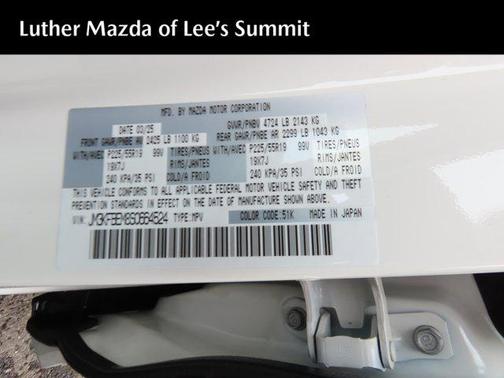 Luther Mazda of Lee's Summit
MFD. BY MAZDA MOTOR CORPORATION
DATE 03/25 GVWR/PNBV 4724 LB 2143 KG
FRONT GAWR/PNBE AV 2425 LB 1100 KG REAR GAWR/PNBE AR 2299 LB 1043 KG
WITH/AVEC P225/55R19 99V TIRES/PNEUS WITH/AVEC P225/55R19 99V TIRES/PNEUS
19X7J RIMS/JANTES 19X7J RIMS/JANTES
240 KPA/35 PSI COLD/A FROID 240 KPA/35 PSI COLD/A FROID
THIS VEHICLE CONFORMS TO ALL APPLICABLE FEDERAL MOTOR VEHICLE SAFETY AND THEFT
PREVENTION STANDARDS IN EFFECT ON THE DATE OF MANUFACTURE SHOWN ABOVE.
VIN: TYPE:MPV COLOR CODE:51K MADE IN JAPAN